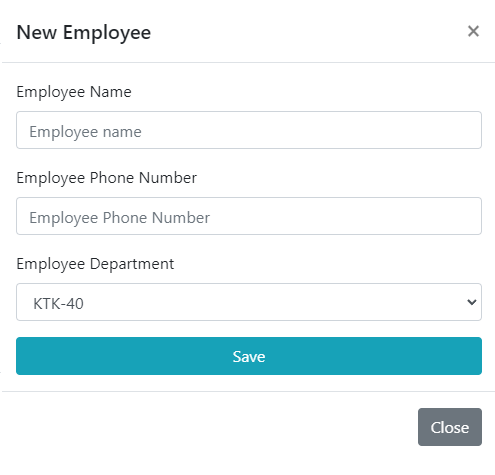 New Employee ×
Employee Name
Employee name
Employee Phone Number
Employee Phone Number
Employee Department
KTK-40
Save
Close